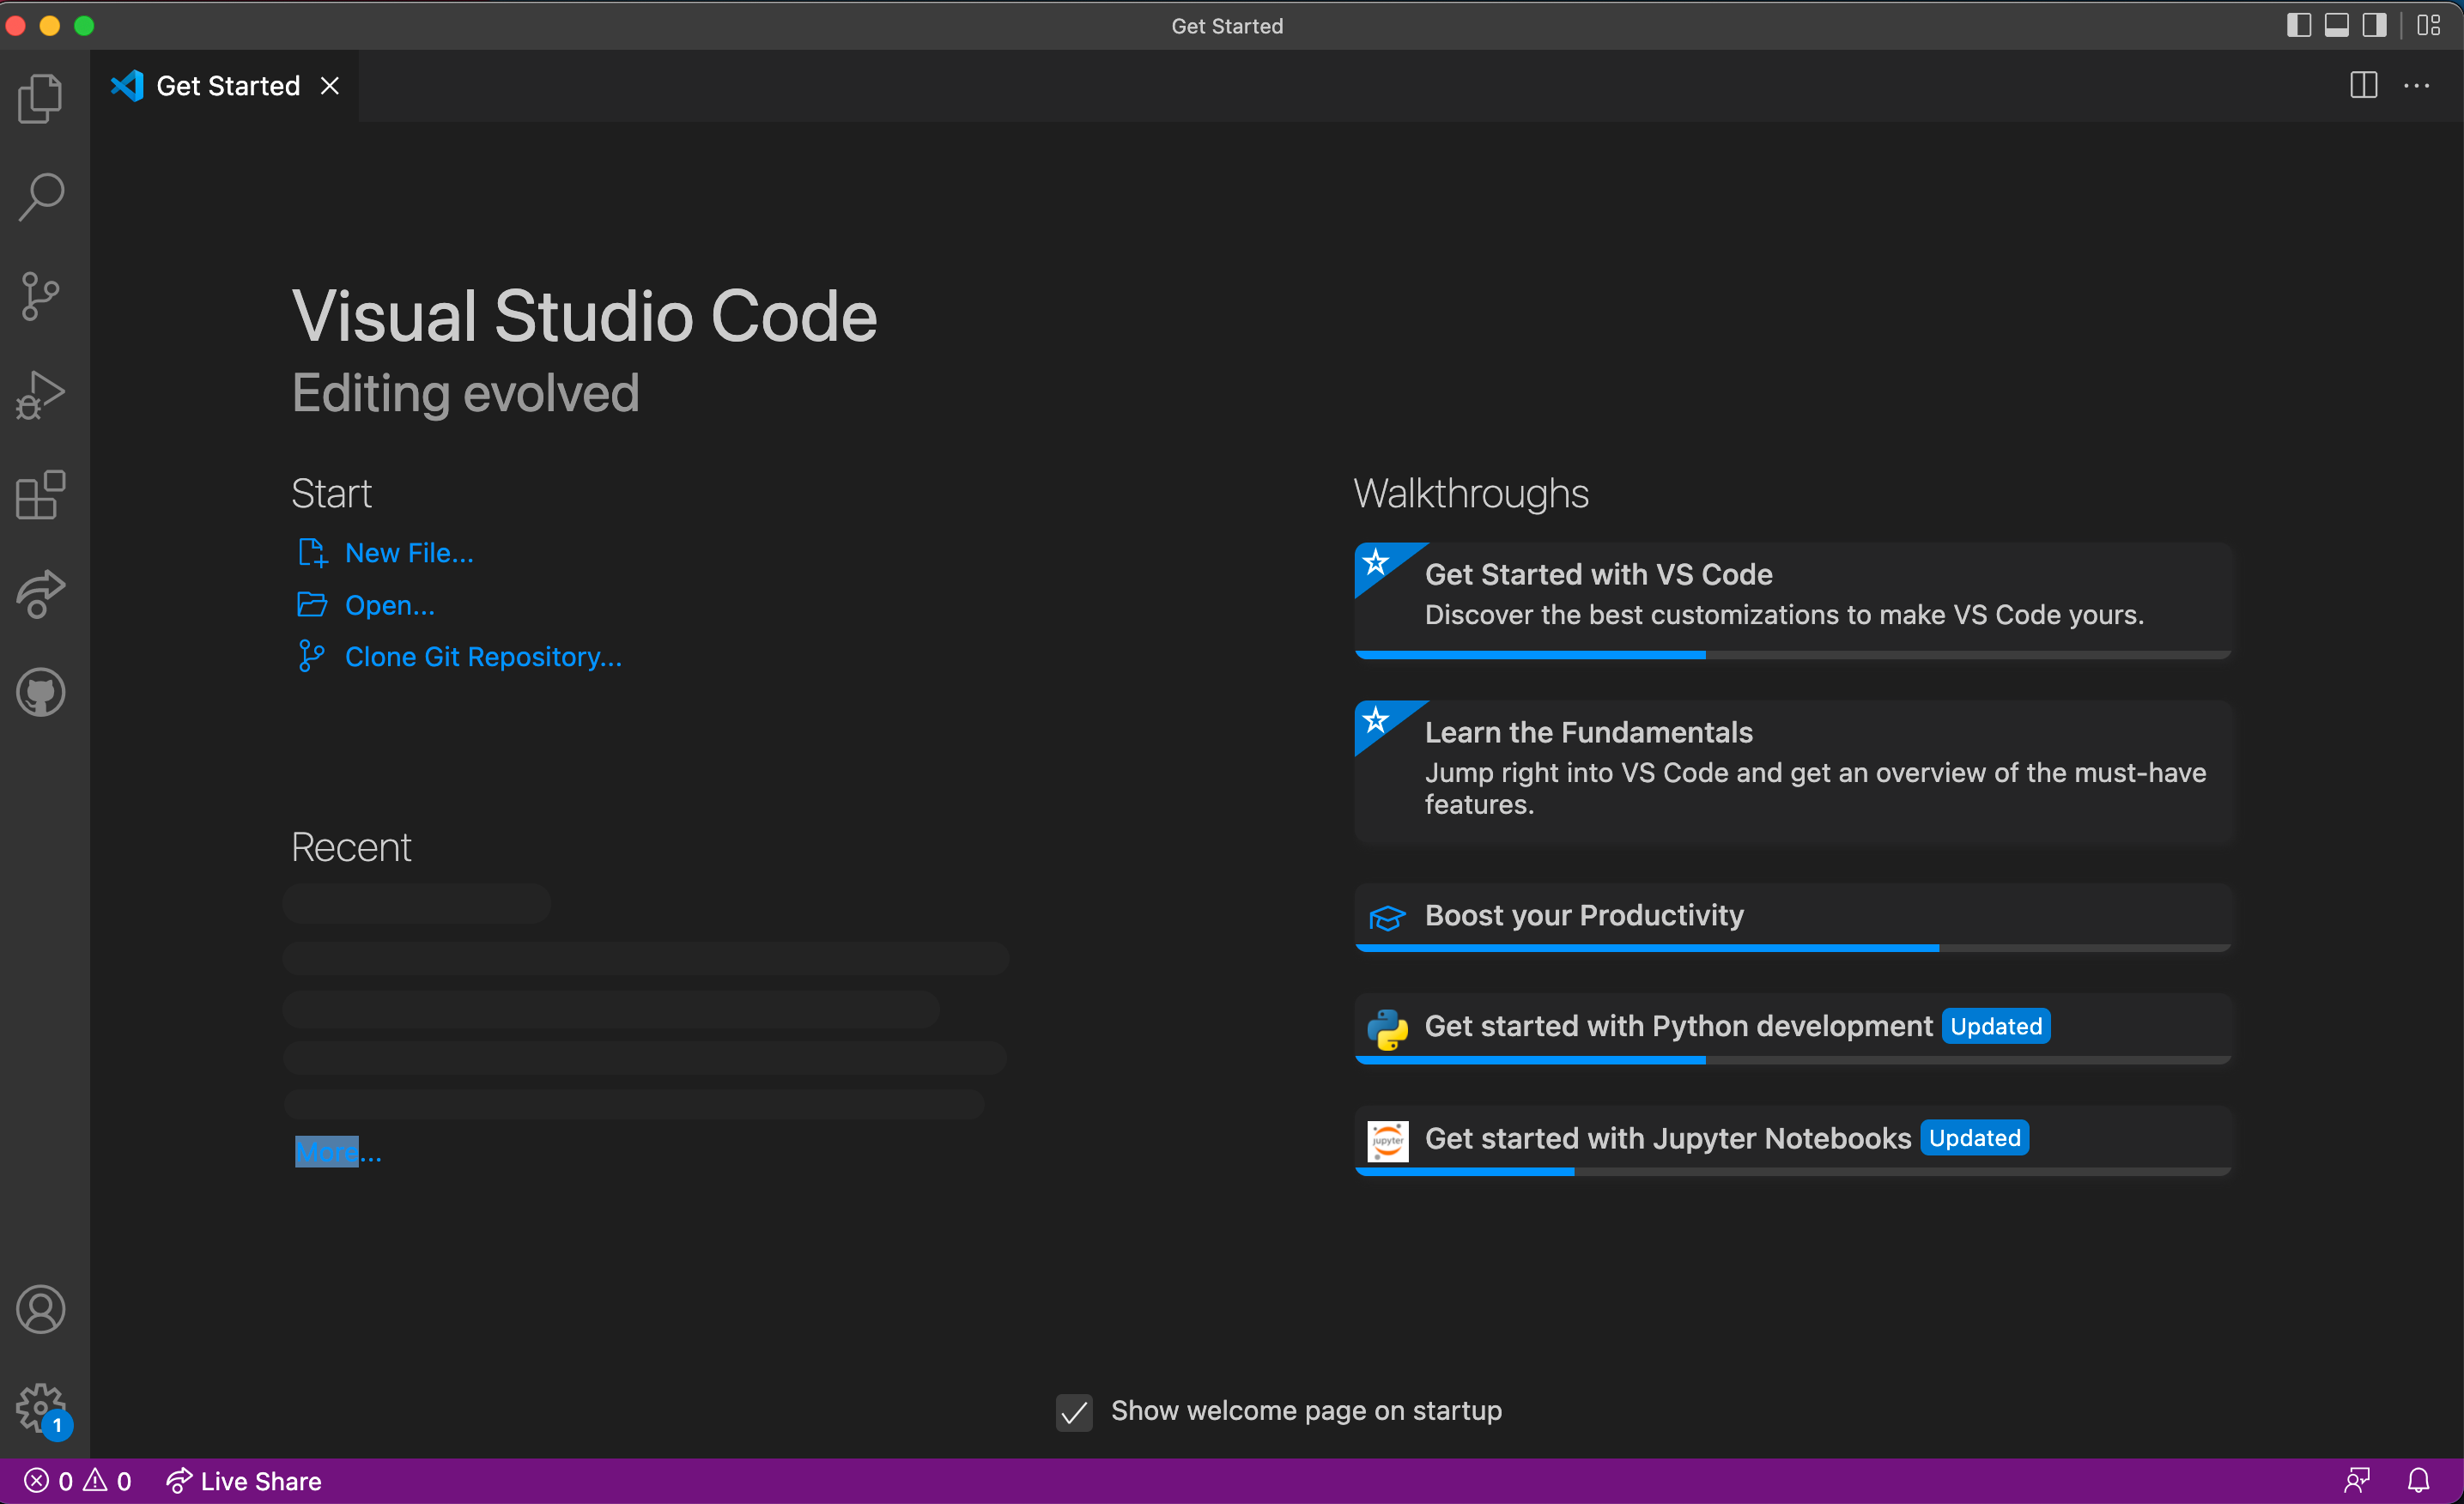 Get Started
Get Started
Visual Studio Code
Editing evolved
Start
New File...
Open...
Clone Git Repository...
Recent
More...
Walkthroughs
Get Started with VS Code
Discover the best customizations to make VS Code yours.
Learn the Fundamentals
Jump right into VS Code and get an overview of the must-have
features.
Boost your Productivity
Get started with Python development Updated
jupyter
Get started with Jupyter Notebooks Updated
Show welcome page on startup
1
0 0 Live Share